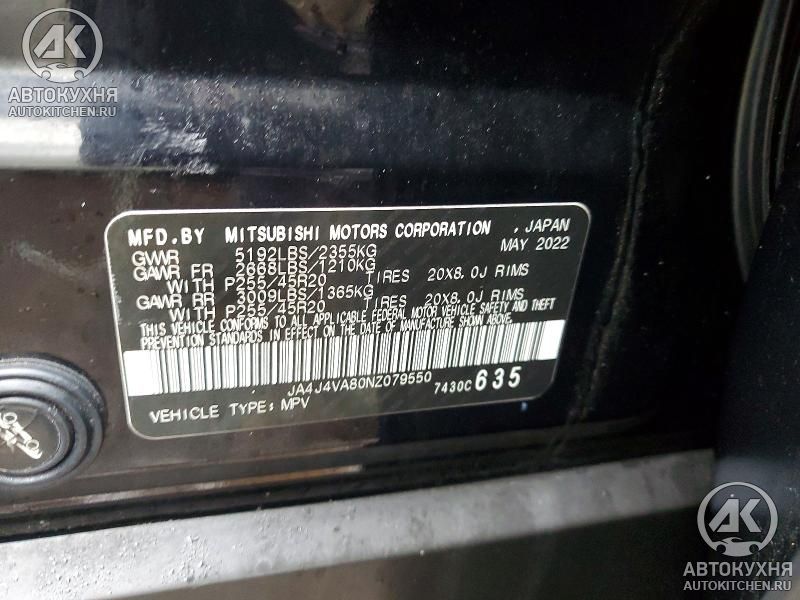 АК
АВТОКУХНЯ
AUTOKITCHEN.RU
MFD.BY MITSUBISHI MOTORS CORPORATION , JAPAN
GVWR 5192LBS/2355KG MAY 2022
GAWR FR 2668LBS/1210KG
WITH P255/45R20 TIRES 20X8.0J RIMS
GAWR RR 3009LBS/1365KG
WITH P255/45R20 TIRES 20X8.0J RIMS
THIS VEHICLE CONFORMS TO ALL APPLICABLE FEDERAL MOTOR VEHICLE SAFETY AND THEFT
PREVENTION STANDARDS IN EFFECT ON THE DATE OF MANUFACTURE SHOWN ABOVE.
JA4J4VA80NZ079550
7430C 635
VEHICLE TYPE: MPV
АК
АВТОКУХНЯ
AUTOKITCHEN.RU